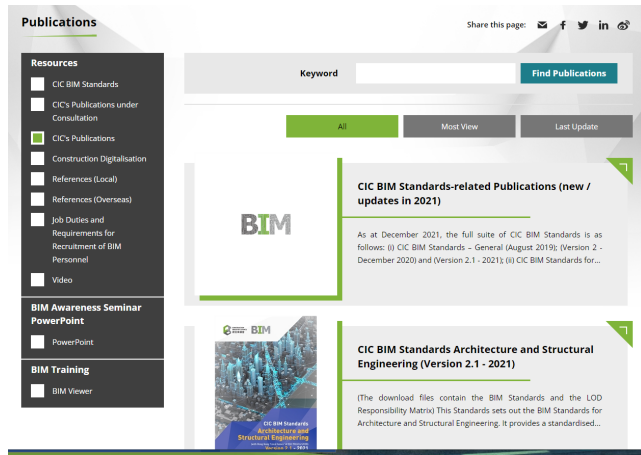 Publications
Share this page:
Resources
CIC BIM Standards
CIC's Publications under
Consultation
CIC's Publications
Construction Digitalisation
References (Local)
References (Overseas)
Job Duties and
Requirements for
Recruitment of BIM
Personnel
Video
BIM Awareness Seminar
PowerPoint
PowerPoint
BIM Training
BIM Viewer
Keyword
Find Publications
All
Most View
Last Update
BIM
CIC BIM Standards-related Publications (new /
updates in 2021)
As at December 2021, the full suite of CIC BIM Standards is as
follows: (i) CIC BIM Standards – General (August 2019); (Version 2 -
December 2020) and (Version 2.1 - 2021); (ii) CIC BIM Standards for...
BIM
CIC BIM Standards
Architecture and
Structural Engineering
Version 2.1 - 2021
CIC BIM Standards Architecture and Structural
Engineering (Version 2.1 - 2021)
(The download files contain the BIM Standards and the LOD
Responsibility Matrix) This Standards sets out the BIM Standards for
Architecture and Structural Engineering. It provides a standardised...